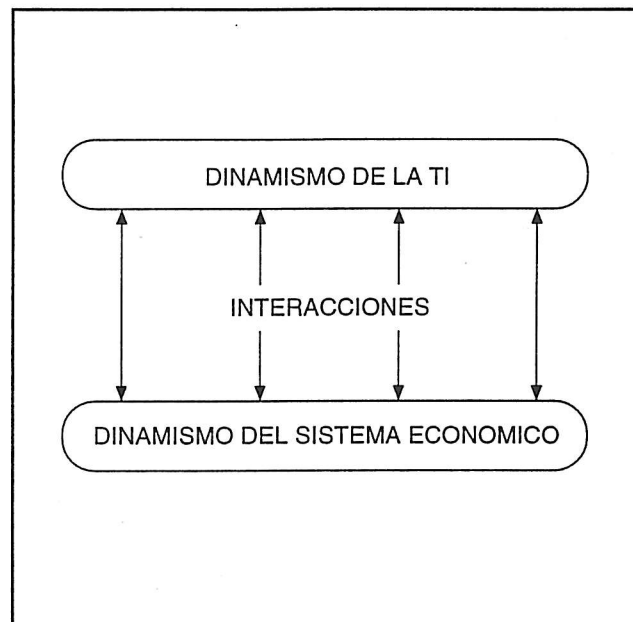 DINAMISMO DE LA TI
INTERACCIONES
DINAMISMO DEL SISTEMA ECONOMICO